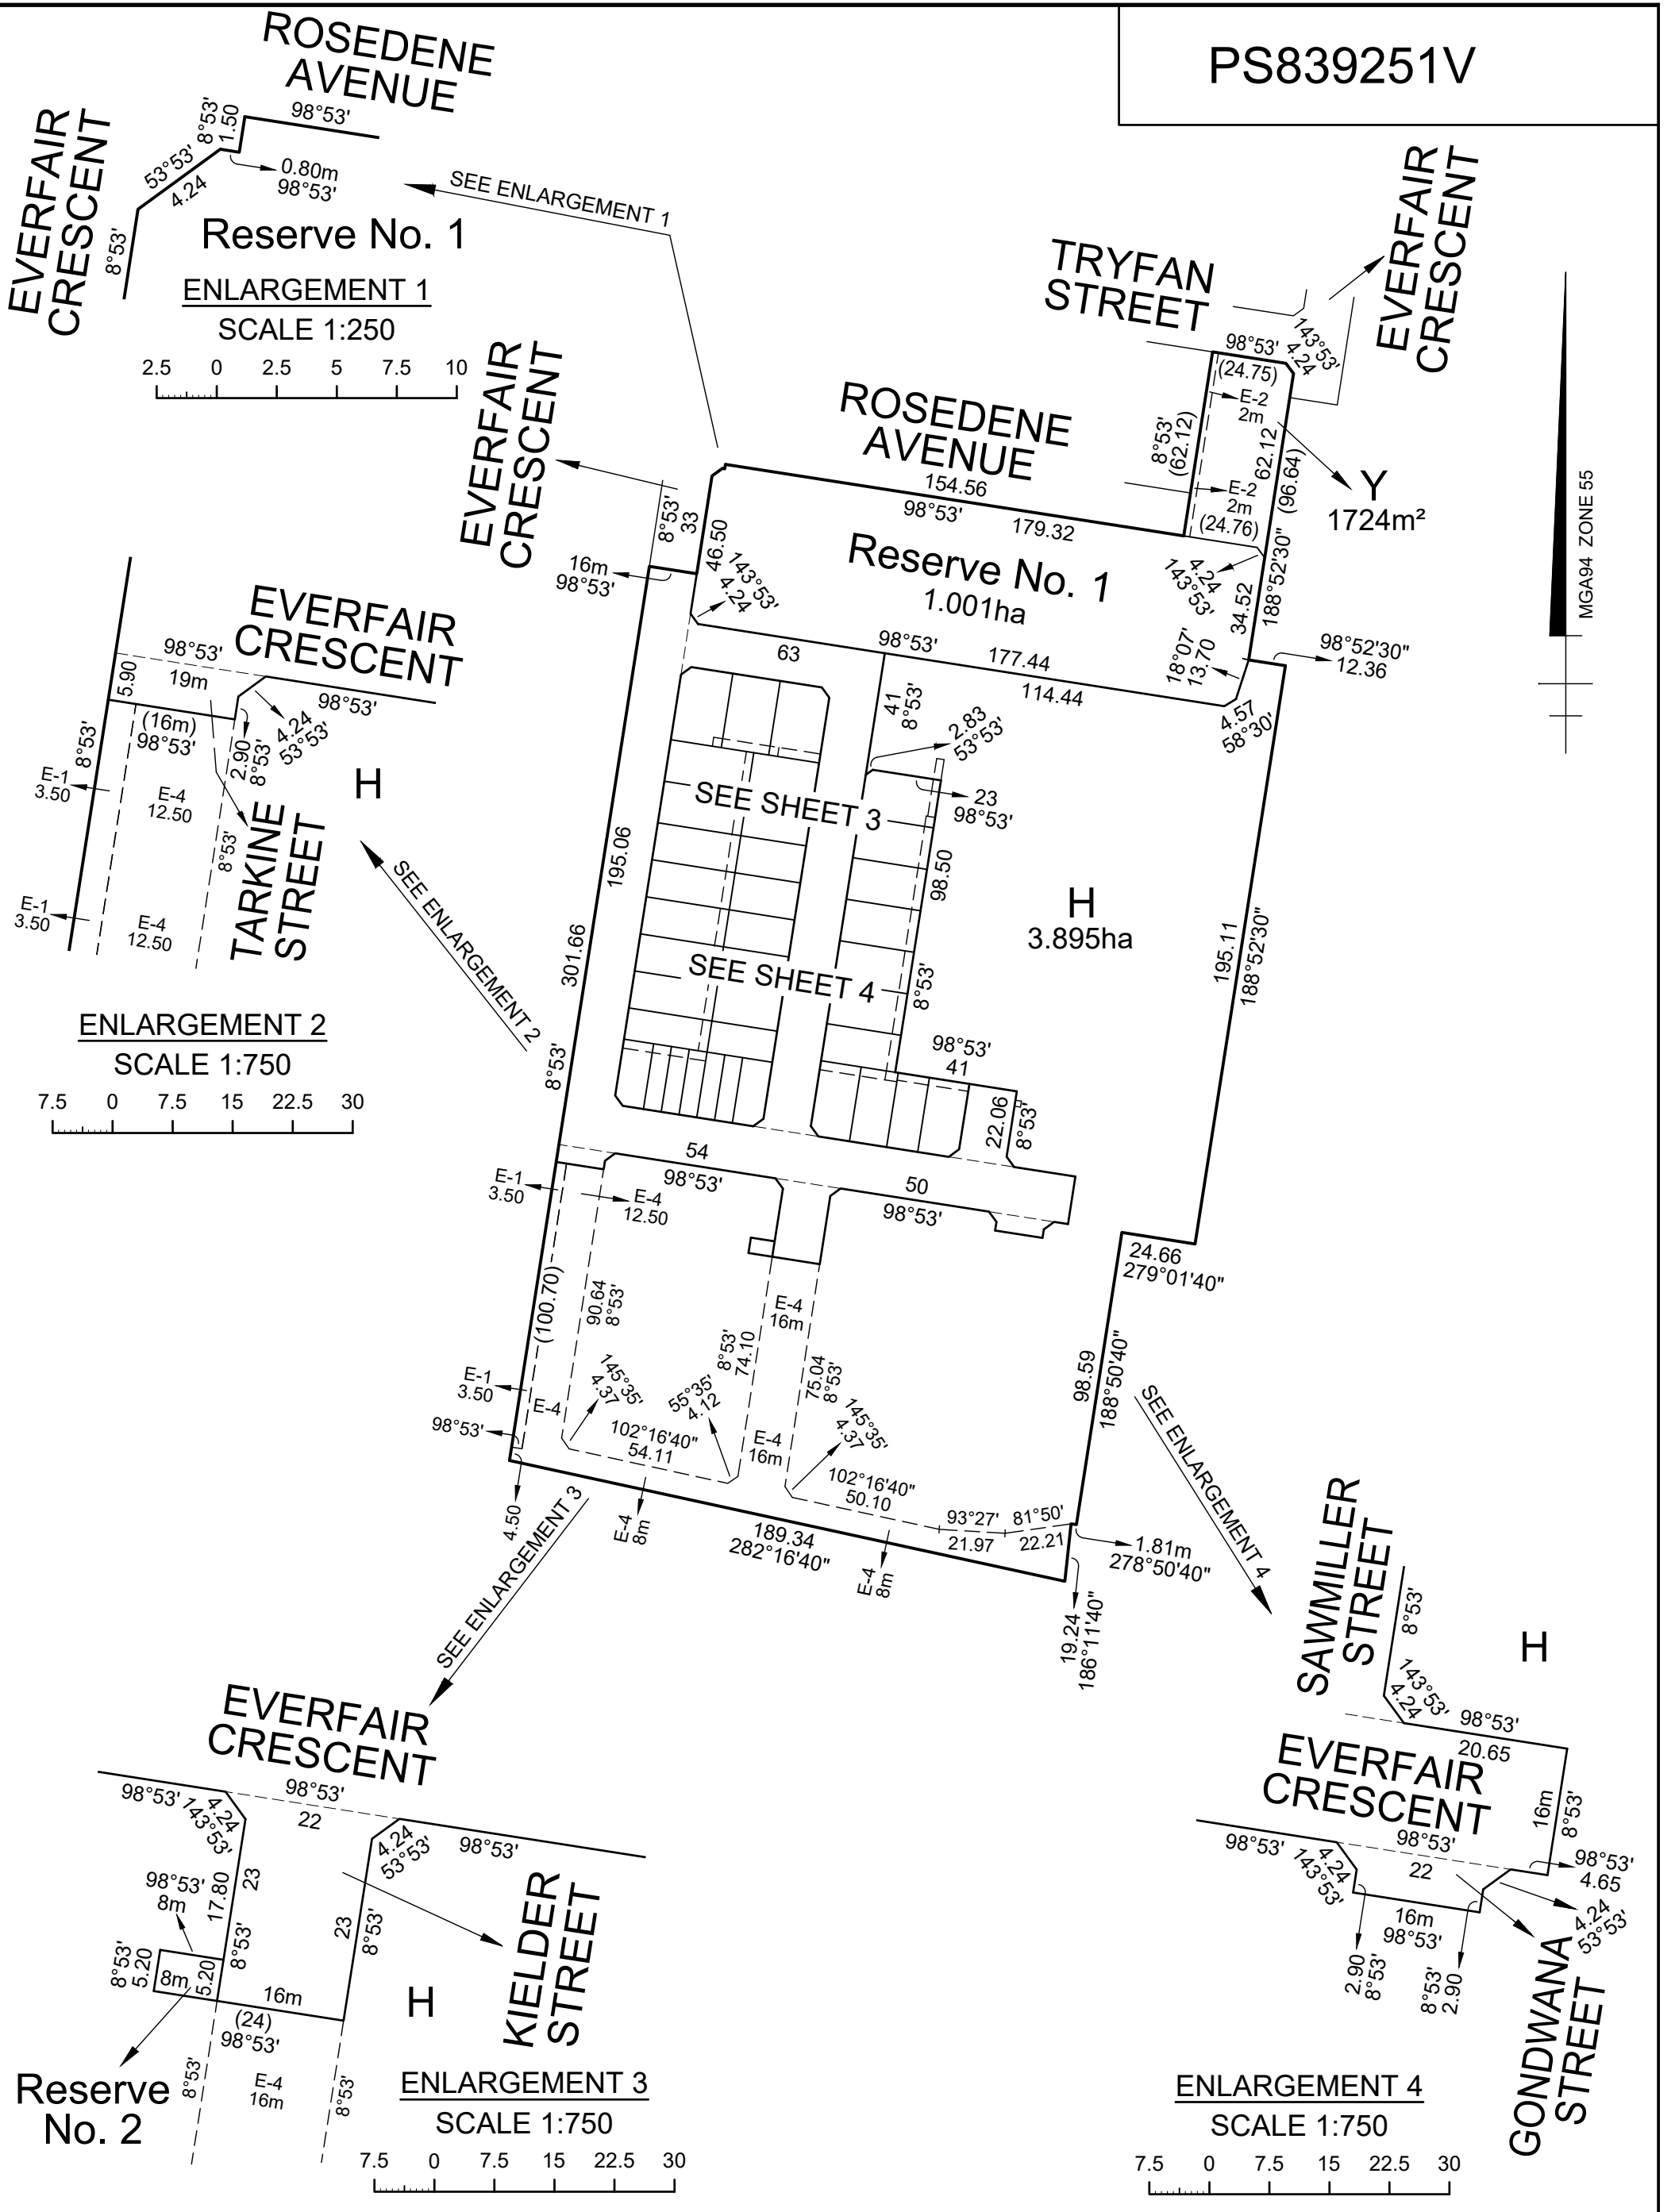 PS839251V
ROSEDENE
AVENUE
EVERFAIR
CRESCENT
8°53'
1.50
98°53'
53°53'
4.24
0.80m
98°53'
8°53'
Reserve No. 1
ENLARGEMENT 1
SCALE 1:250
2.5 0 2.5 5 7.5 10
SEE ENLARGEMENT 1
TRYFAN
STREET
EVERFAIR
CRESCENT
143°53'
4.24
98°53'
(24.75)
E-2
2m
8°53'
(62.12)
62.12
(96.64)
E-2
2m
(24.76)
Y
1724m²
MGA94 ZONE 55
EVERFAIR
CRESCENT
ROSEDENE
AVENUE
154.56
98°53'
179.32
8°53'
33
46.50
16m
98°53'
143°53'
4.24
Reserve No. 1
1.001ha
4.24
143°53'
188°52'30"
34.52
98°52'30"
12.36
18°07'
13.70
4.57
58°30'
98°53'
177.44
114.44
63
41
8°53'
2.83
53°53'
23
98°53'
SEE SHEET 3
98.50
195.06
H
3.895ha
SEE SHEET 4
8°53'
301.66
8°53'
195.11
188°52'30"
98°53'
41
22.06
8°53'
EVERFAIR
CRESCENT
98°53'
19m
5.90
98°53'
(16m)
98°53'
4.24
53°53'
2.90
8°53'
8°53'
E-1
3.50
E-4
12.50
H
8°53'
TARKINE
STREET
E-1
3.50
E-4
12.50
SEE ENLARGEMENT 2
ENLARGEMENT 2
SCALE 1:750
7.5 0 7.5 15 22.5 30
54
98°53'
50
98°53'
E-1
3.50
E-4
12.50
24.66
279°01'40"
(100.70)
90.64
8°53'
E-4
16m
8°53'
74.10
75.04
8°53'
98.59
188°50'40"
E-1
3.50
E-4
98°53'
145°35'
4.37
55°35'
4.12
102°16'40"
54.11
E-4
16m
145°35'
4.37
102°16'40"
50.10
93°27'
21.97
81°50'
22.21
1.81m
278°50'40"
4.50
E-4
8m
189.34
282°16'40"
E-4
8m
19.24
186°11'40"
SEE ENLARGEMENT 3
SEE ENLARGEMENT 4
EVERFAIR
CRESCENT
98°53'
4.24
143°53'
98°53'
22
4.24
53°53'
98°53'
98°53'
8m
17.80
23
8°53'
23
8°53'
8°53'
5.20
8m
5.20
16m
(24)
98°53'
H
KIELDER
STREET
8°53'
E-4
16m
8°53'
Reserve
No. 2
ENLARGEMENT 3
SCALE 1:750
7.5 0 7.5 15 22.5 30
SAWMILLER
STREET
8°53'
H
143°53'
4.24
98°53'
20.65
EVERFAIR
CRESCENT
16m
8°53'
98°53'
4.24
143°53'
98°53'
22
98°53'
4.65
4.24
53°53'
16m
98°53'
2.90
8°53'
8°53'
2.90
GONDWANA
STREET
ENLARGEMENT 4
SCALE 1:750
7.5 0 7.5 15 22.5 30